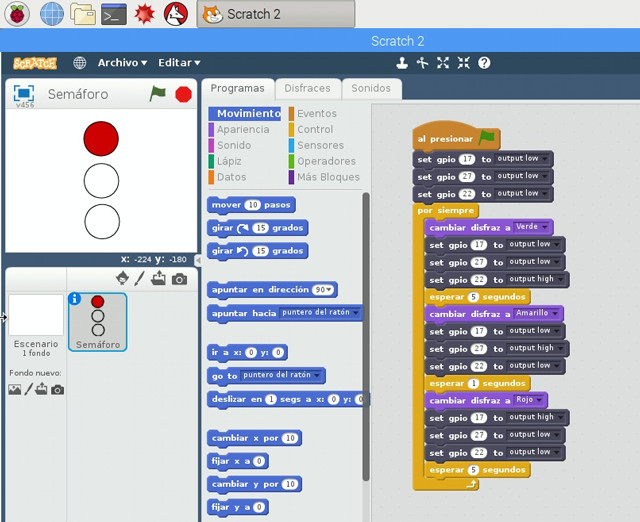 Scratch 2
Scratch 2
SCRATCH Archivo Editar
Semáforo
v456
x: -224 y: -180
Escenario
1 fondo
Fondo nuevo:
Semáforo
Programas Disfraces Sonidos
Movimiento Eventos
Apariencia Control
Sonido Sensores
Lápiz Operadores
Datos Más Bloques
mover 10 pasos
girar 15 grados
girar 15 grados
apuntar en dirección 90
apuntar hacia puntero del ratón
ir a x: 0 y: 0
go to puntero del ratón
deslizar en 1 segs a x: 0 y: 0
cambiar x por 10
fijar x a 0
cambiar y por 10
fijar y a 0
al presionar
set gpio 17 to output low
set gpio 27 to output low
set gpio 22 to output low
por siempre
cambiar disfraz a Verde
set gpio 17 to output low
set gpio 27 to output low
set gpio 22 to output high
esperar 5 segundos
cambiar disfraz a Amarillo
set gpio 17 to output low
set gpio 27 to output high
set gpio 22 to output low
esperar 1 segundos
cambiar disfraz a Rojo
set gpio 17 to output high
set gpio 27 to output low
set gpio 22 to output low
esperar 5 segundos